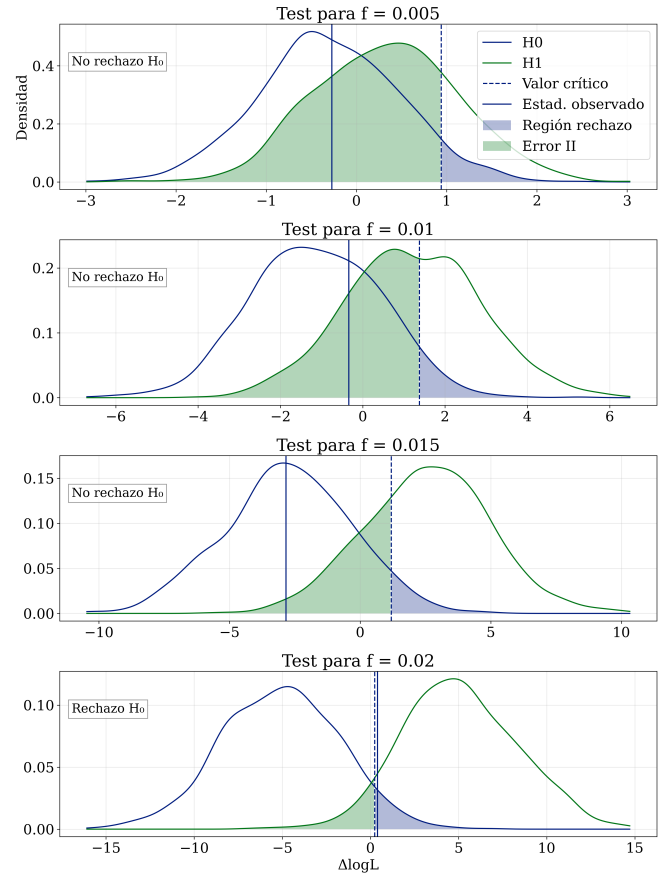 Test para f = 0.005
No rechazo H₀
H0
H1
Valor crítico
Estad. observado
Región rechazo
Error II
Densidad
0.4
0.2
0.0
−3 −2 −1 0 1 2 3
Test para f = 0.01
No rechazo H₀
0.2
0.1
0.0
−6 −4 −2 0 2 4 6
Test para f = 0.015
No rechazo H₀
0.15
0.10
0.05
0.00
−10 −5 0 5 10
Test para f = 0.02
Rechazo H₀
0.10
0.05
0.00
−15 −10 −5 0 5 10 15
ΔlogL